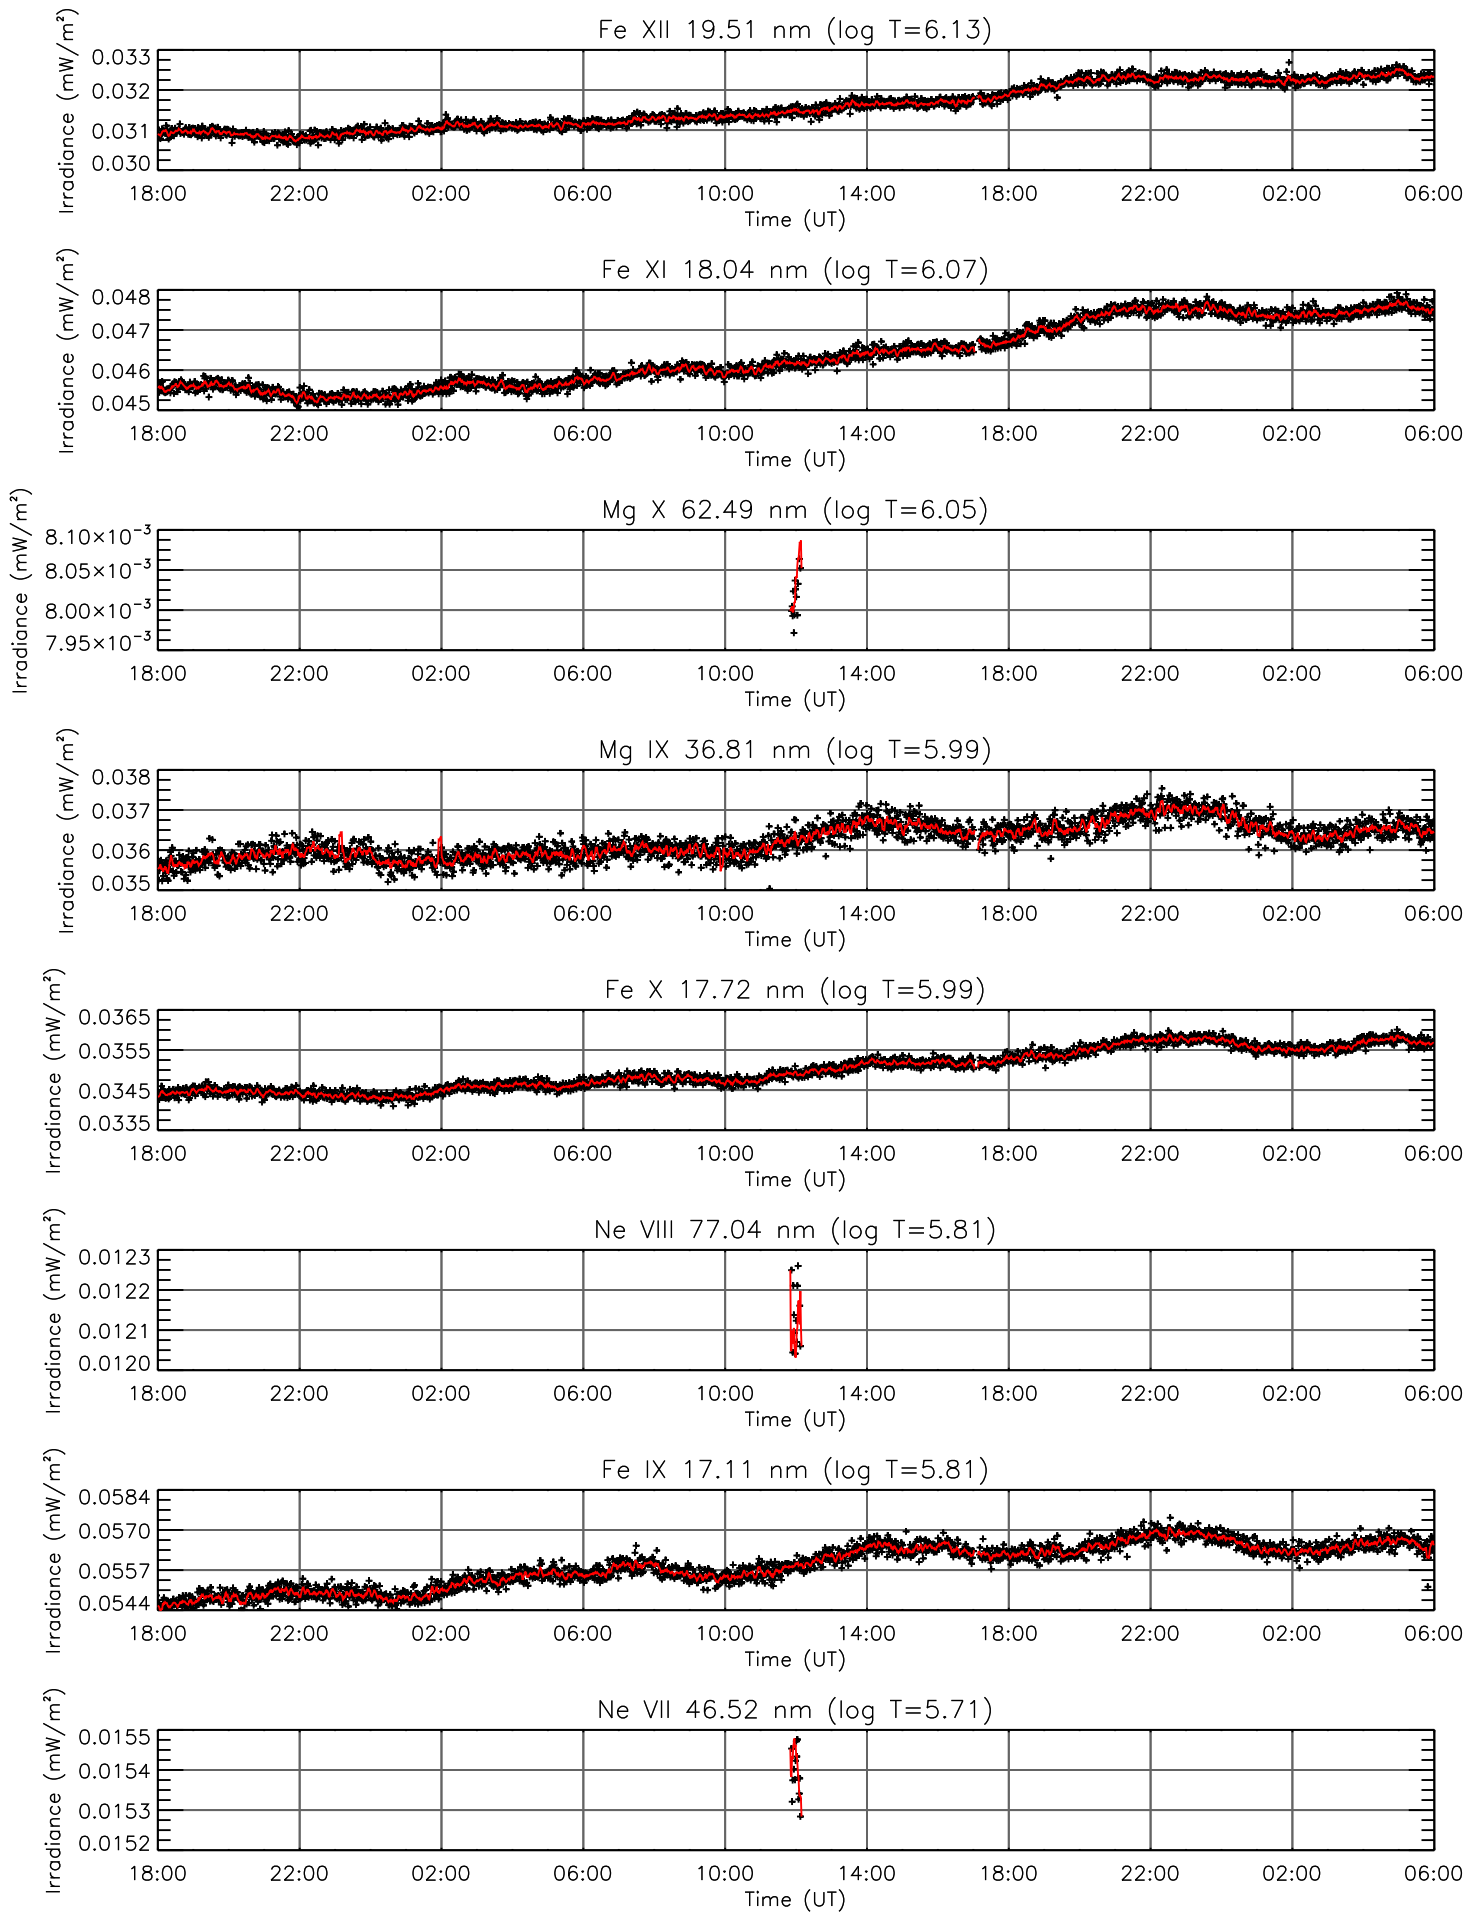 Fe XII 19.51 nm (log T=6.13)
Irradiance (mW/m²)
0.033
0.032
0.031
0.030
18:00 22:00 02:00 06:00 10:00 14:00 18:00 22:00 02:00 06:00
Time (UT)
Fe XI 18.04 nm (log T=6.07)
Irradiance (mW/m²)
0.048
0.047
0.046
0.045
18:00 22:00 02:00 06:00 10:00 14:00 18:00 22:00 02:00 06:00
Time (UT)
Mg X 62.49 nm (log T=6.05)
Irradiance (mW/m²)
8.10×10⁻³
8.05×10⁻³
8.00×10⁻³
7.95×10⁻³
18:00 22:00 02:00 06:00 10:00 14:00 18:00 22:00 02:00 06:00
Time (UT)
Mg IX 36.81 nm (log T=5.99)
Irradiance (mW/m²)
0.038
0.037
0.036
0.035
18:00 22:00 02:00 06:00 10:00 14:00 18:00 22:00 02:00 06:00
Time (UT)
Fe X 17.72 nm (log T=5.99)
Irradiance (mW/m²)
0.0365
0.0355
0.0345
0.0335
18:00 22:00 02:00 06:00 10:00 14:00 18:00 22:00 02:00 06:00
Time (UT)
Ne VIII 77.04 nm (log T=5.81)
Irradiance (mW/m²)
0.0123
0.0122
0.0121
0.0120
18:00 22:00 02:00 06:00 10:00 14:00 18:00 22:00 02:00 06:00
Time (UT)
Fe IX 17.11 nm (log T=5.81)
Irradiance (mW/m²)
0.0584
0.0570
0.0557
0.0544
18:00 22:00 02:00 06:00 10:00 14:00 18:00 22:00 02:00 06:00
Time (UT)
Ne VII 46.52 nm (log T=5.71)
Irradiance (mW/m²)
0.0155
0.0154
0.0153
0.0152
18:00 22:00 02:00 06:00 10:00 14:00 18:00 22:00 02:00 06:00
Time (UT)